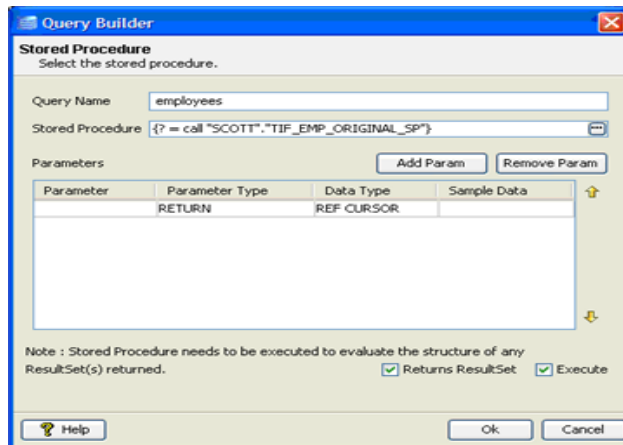 Query Builder
Stored Procedure
Select the stored procedure.
Query Name employees
Stored Procedure {? = call "SCOTT"."TIF_EMP_ORIGINAL_SP"}
Parameters Add Param Remove Param
Parameter Parameter Type Data Type Sample Data
RETURN REF CURSOR
Note : Stored Procedure needs to be executed to evaluate the structure of any
ResultSet(s) returned. Returns ResultSet Execute
Help Ok Cancel